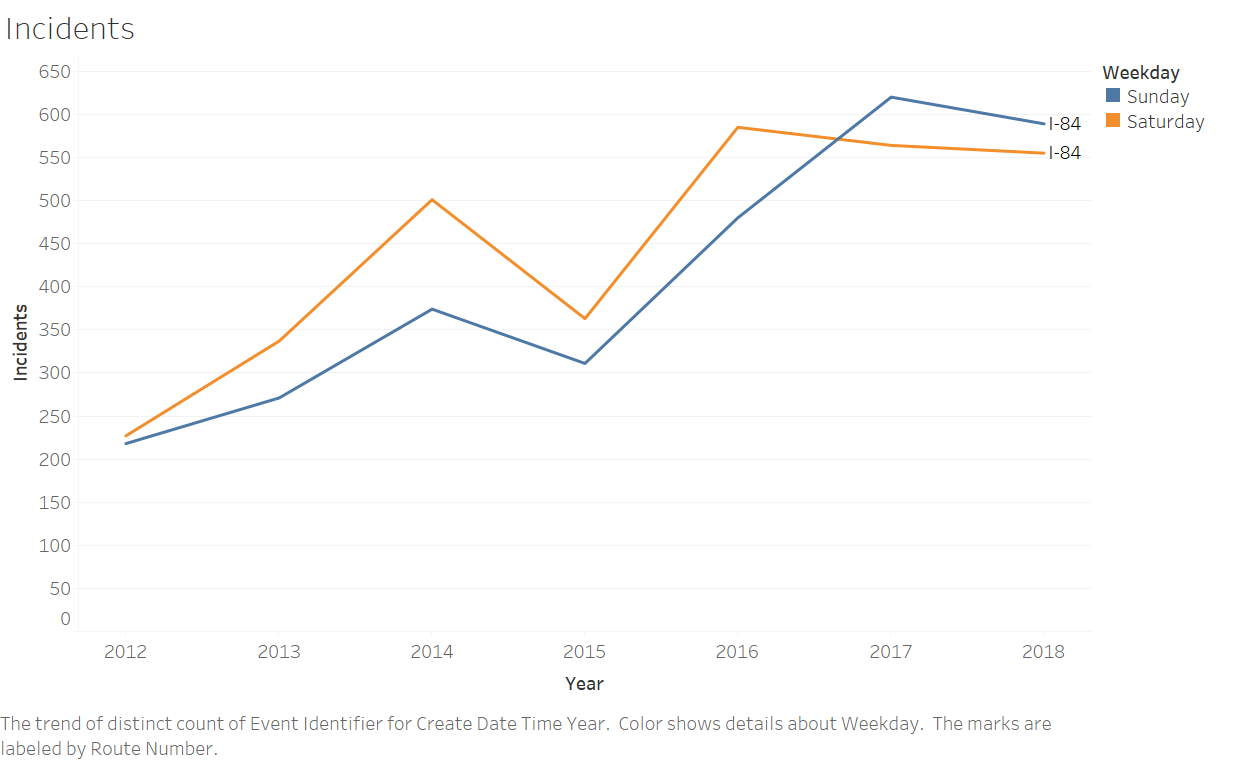 Incidents
650
600
550
500
450
400
350
300
250
200
150
100
50
0
Incidents
2012 2013 2014 2015 2016 2017 2018
Year
I-84
I-84
Weekday
Sunday
Saturday
The trend of distinct count of Event Identifier for Create Date Time Year.  Color shows details about Weekday.  The marks are
labeled by Route Number.